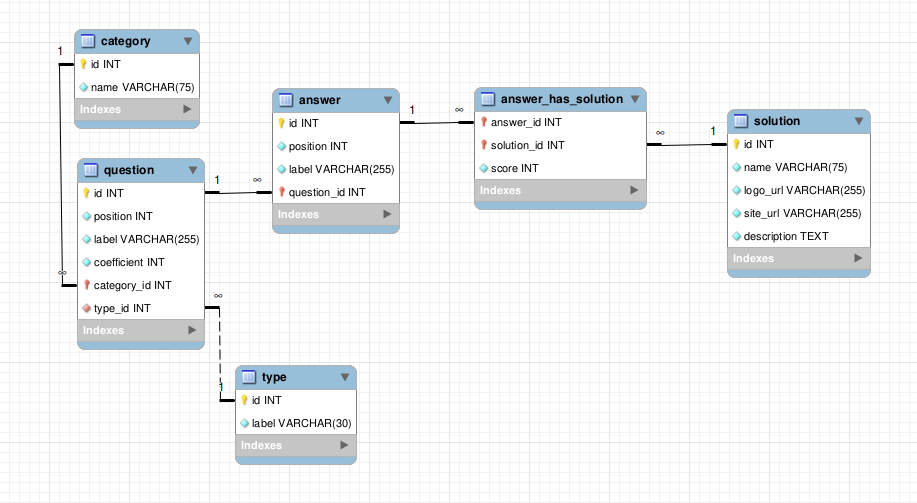 category
id INT
name VARCHAR(75)
Indexes
1
∞
question
id INT
position INT
label VARCHAR(255)
coefficient INT
category_id INT
type_id INT
Indexes
1
∞
answer
id INT
position INT
label VARCHAR(255)
question_id INT
Indexes
1
∞
answer_has_solution
answer_id INT
solution_id INT
score INT
Indexes
∞
1
solution
id INT
name VARCHAR(75)
logo_url VARCHAR(255)
site_url VARCHAR(255)
description TEXT
Indexes
∞
1
type
id INT
label VARCHAR(30)
Indexes